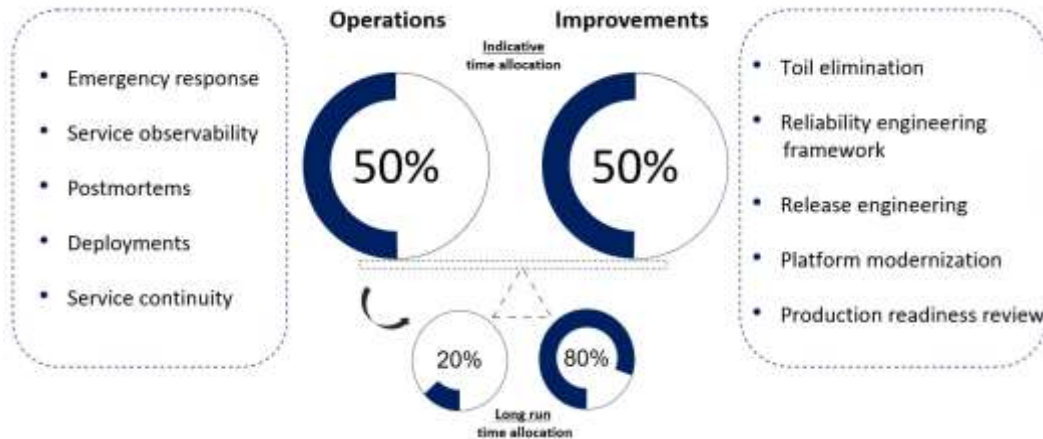 Operations
Improvements
Indicative
time allocation
Emergency response
Service observability
Postmortems
Deployments
Service continuity
50%
50%
Toil elimination
Reliability engineering
framework
Release engineering
Platform modernization
Production readiness review
20%
80%
Long run
time allocation